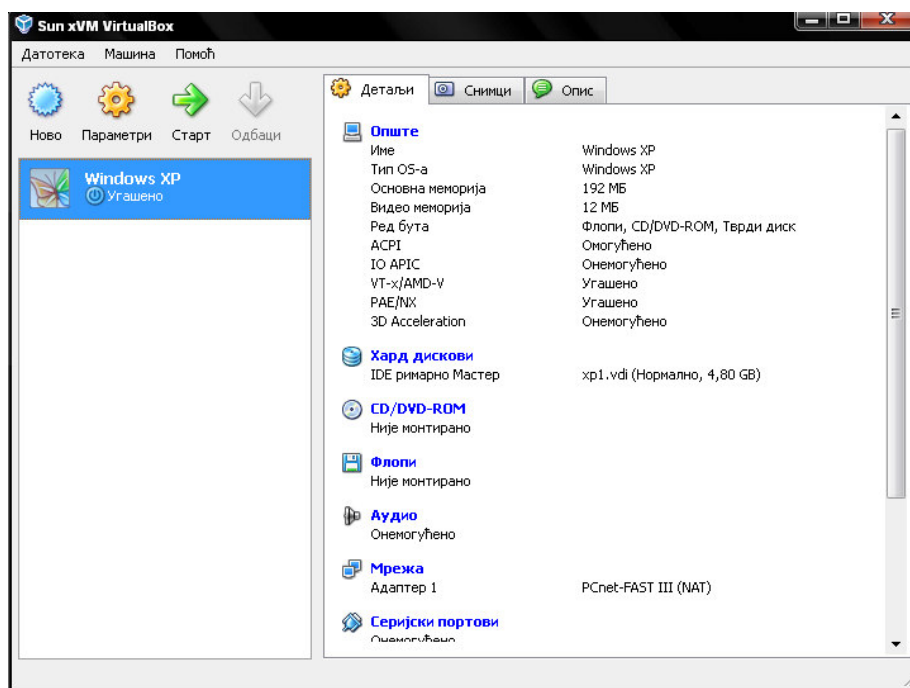 Sun xVM VirtualBox
Датотека Машина Помоћ
Ново Параметри Старт Одбаци
Windows XP
Угашено
Детаљи Снимци Опис
Опште
Име Windows XP
Тип OS-а Windows XP
Основна меморија 192 МБ
Видео меморија 12 МБ
Ред бута Флопи, CD/DVD-ROM, Тврди диск
ACPI Омогућено
IO APIC Онемогућено
VT-x/AMD-V Угашено
PAE/NX Угашено
3D Acceleration Онемогућено
Хард дискови
IDE римарно Мастер xp1.vdi (Нормално, 4,80 GB)
CD/DVD-ROM
Није монтирано
Флопи
Није монтирано
Аудио
Онемогућено
Мрежа
Адаптер 1 PCnet-FAST III (NAT)
Серијски портови
Онемогућено